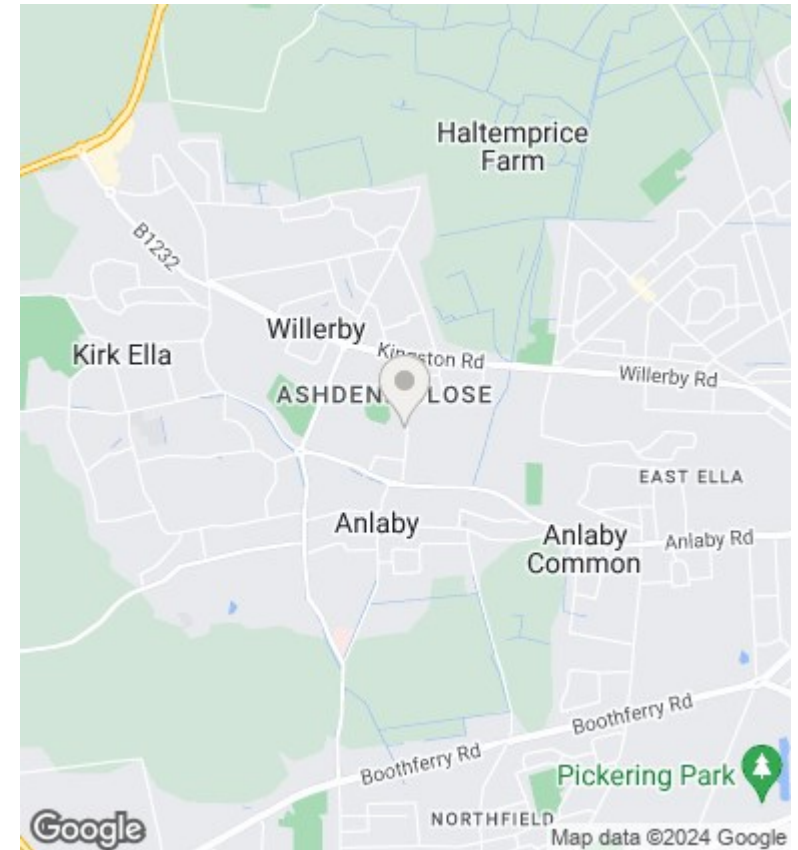 Haltemprice
Farm
B1232
Willerby
Kirk Ella
Kingston Rd
Willerby Rd
ASHDEN LOSE
EAST ELLA
Anlaby
Anlaby
Common
Anlaby Rd
Boothferry Rd
Boothferry Rd
Pickering Park
NORTHFIELD
Google
Map data ©2024 Google